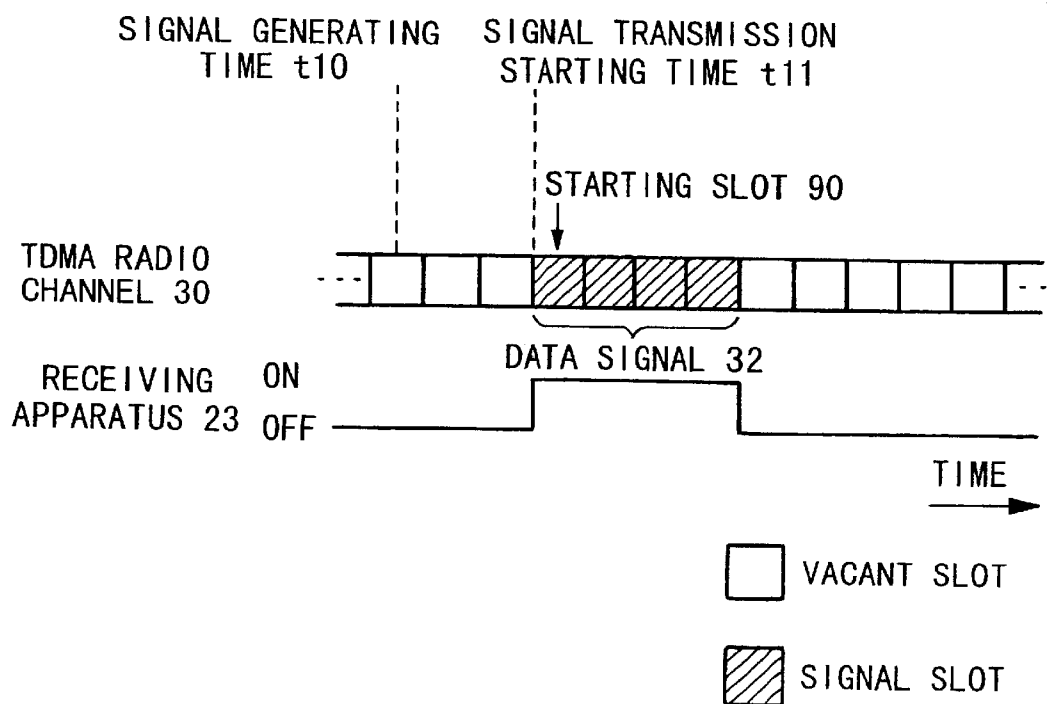 SIGNAL GENERATING
TIME t10
SIGNAL TRANSMISSION
STARTING TIME t11
STARTING SLOT 90
TDMA RADIO
CHANNEL 30
DATA SIGNAL 32
RECEIVING
APPARATUS 23
ON
OFF
TIME
VACANT SLOT
SIGNAL SLOT